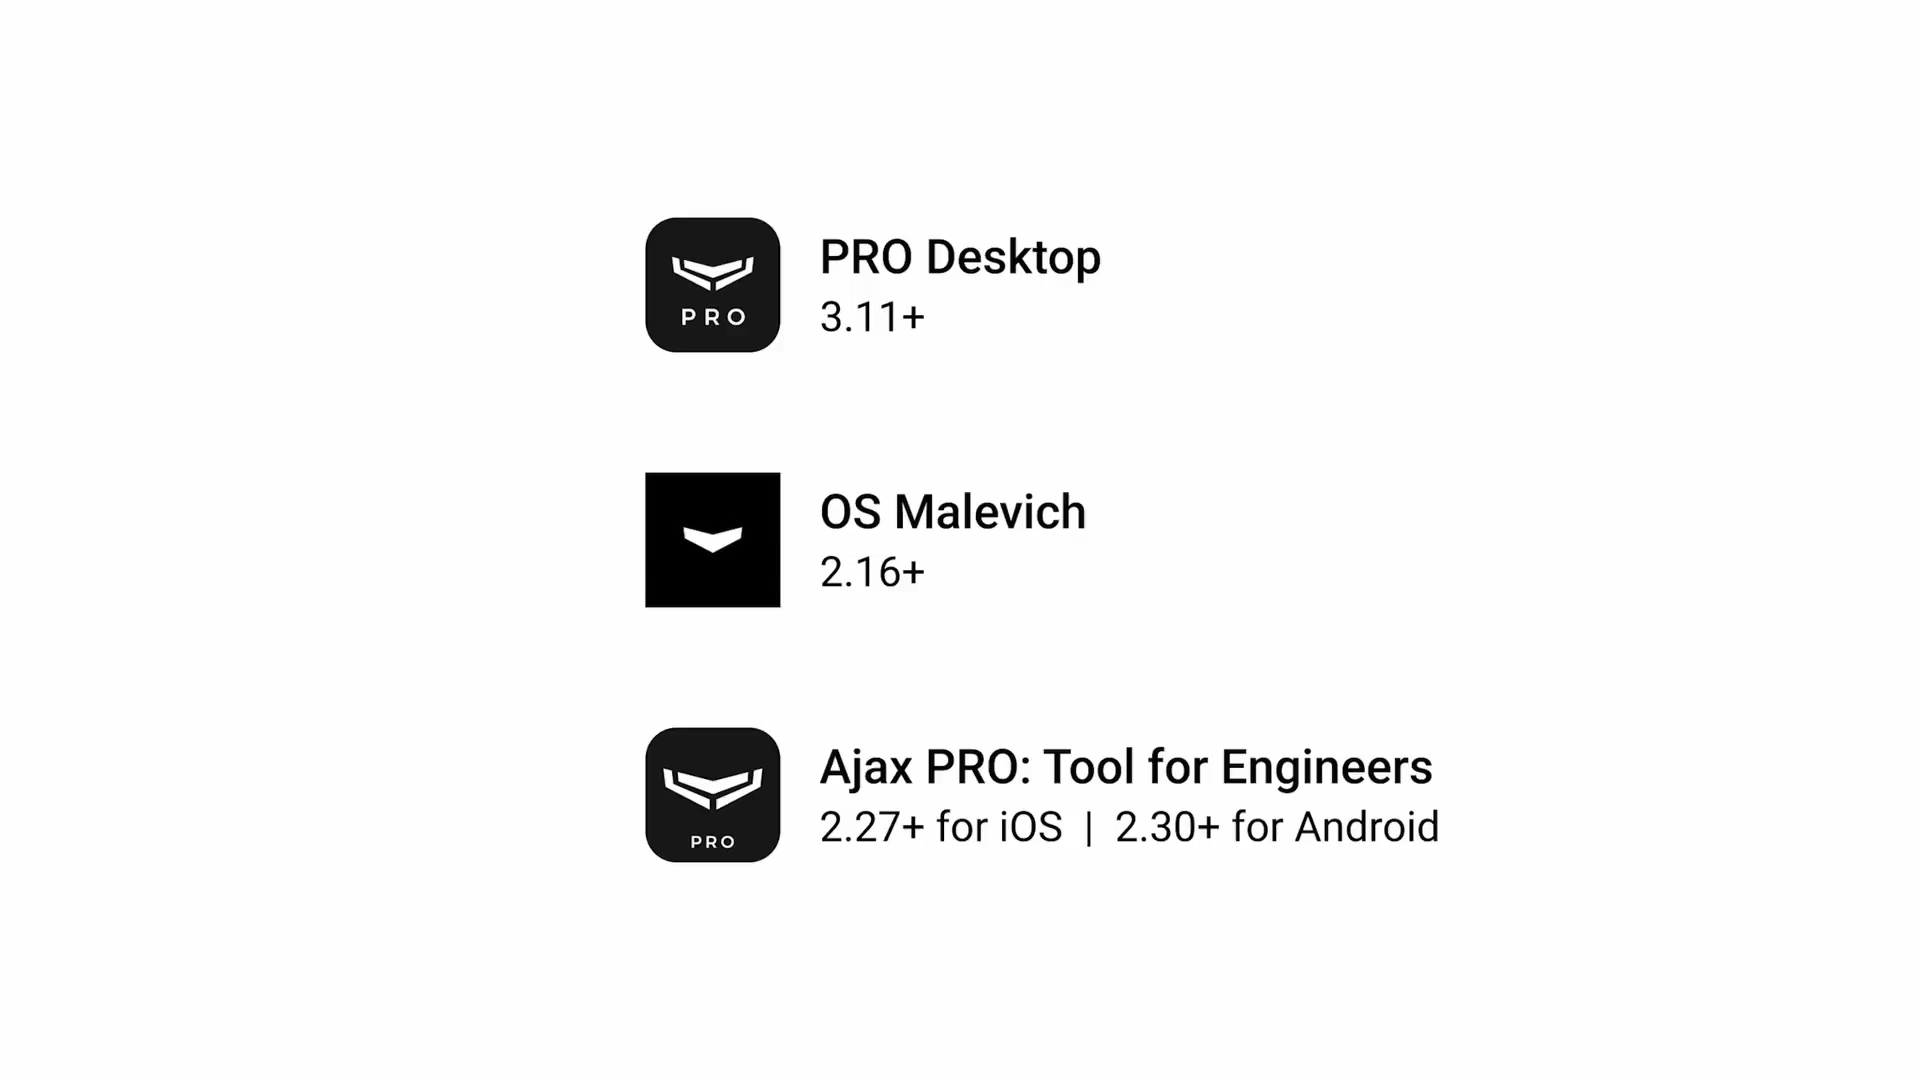 PRO
PRO Desktop
3.11+
OS Malevich
2.16+
PRO
Ajax PRO: Tool for Engineers
2.27+ for iOS | 2.30+ for Android